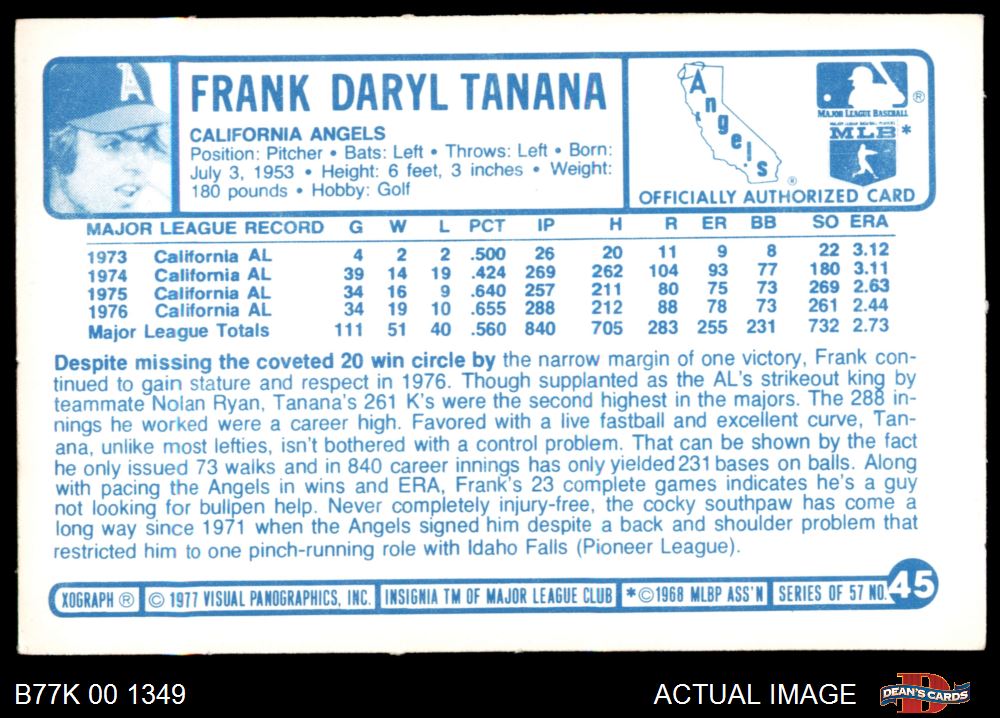 A
FRANK DARYL TANANA
CALIFORNIA ANGELS
Position: Pitcher • Bats: Left • Throws: Left • Born:
July 3, 1953 • Height: 6 feet, 3 inches • Weight:
180 pounds • Hobby: Golf
Angels
®
®
MAJOR LEAGUE BASEBALL
MLB*
OFFICIALLY AUTHORIZED CARD
MAJOR LEAGUE RECORD G W L PCT IP H R ER BB SO ERA
1973 California AL 4 2 2 .500 26 20 11 9 8 22 3.12
1974 California AL 39 14 19 .424 269 262 104 93 77 180 3.11
1975 California AL 34 16 9 .640 257 211 80 75 73 269 2.63
1976 California AL 34 19 10 .655 288 212 88 78 73 261 2.44
Major League Totals 111 51 40 .560 840 705 283 255 231 732 2.73
Despite missing the coveted 20 win circle by the narrow margin of one victory, Frank con-
tinued to gain stature and respect in 1976. Though supplanted as the AL's strikeout king by
teammate Nolan Ryan, Tanana's 261 K's were the second highest in the majors. The 288 in-
nings he worked were a career high. Favored with a live fastball and excellent curve, Tan-
ana, unlike most lefties, isn't bothered with a control problem. That can be shown by the fact
he only issued 73 walks and in 840 career innings has only yielded 231 bases on balls. Along
with pacing the Angels in wins and ERA, Frank's 23 complete games indicates he's a guy
not looking for bullpen help. Never completely injury-free, the cocky southpaw has come a
long way since 1971 when the Angels signed him despite a back and shoulder problem that
restricted him to one pinch-running role with Idaho Falls (Pioneer League).
XOGRAPH ® © 1977 VISUAL PANOGRAPHICS, INC. INSIGNIA TM OF MAJOR LEAGUE CLUB *©1968 MLBP ASS'N SERIES OF 57 NO. 45
B77K 00 1349 ACTUAL IMAGE DEAN'S CARDS